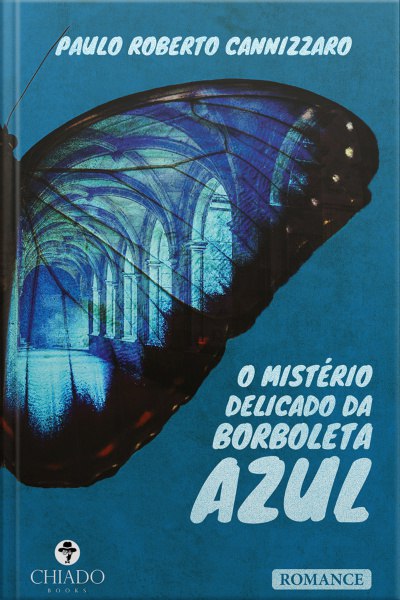 PAULO ROBERTO CANNIZZARO
O MISTÉRIO
DELICADO DA
BORBOLETA
AZUL
CHIADO
BOOKS
ROMANCE